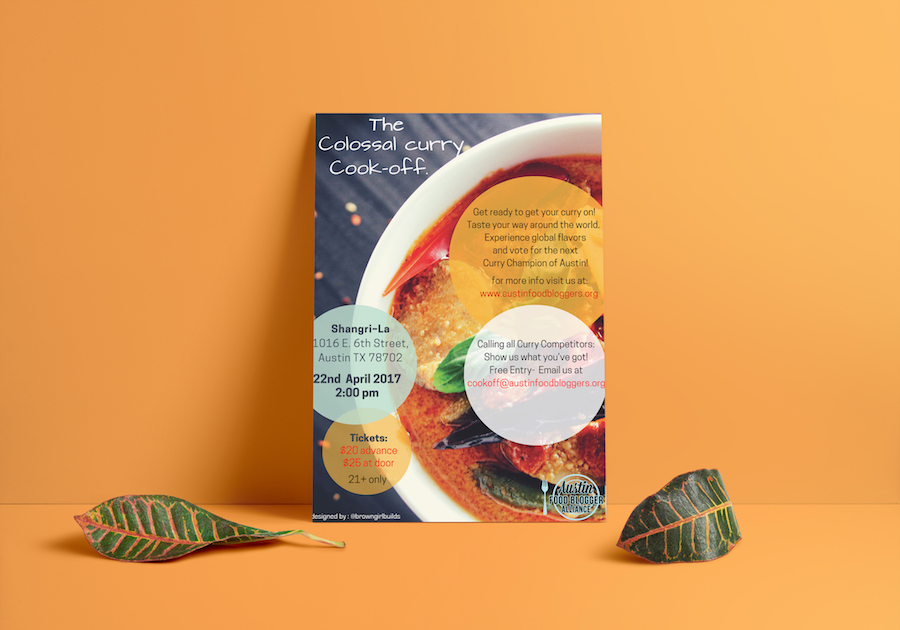 The
Colossal curry
Cook-off.
Get ready to get your curry on!
Taste your way around the world.
Experience global flavors
and vote for the next
Curry Champion of Austin!
for more info visit us at:
www.austinfoodbloggers.org
Shangri-La
1016 E. 6th Street,
Austin TX 78702
22nd April 2017
2:00 pm
Calling all Curry Competitors:
Show us what you've got!
Free Entry- Email us at
cookoff@austinfoodbloggers.org
Tickets:
$20 advance
$25 at door
21+ only
Austin
FOOD BLOGGER
ALLIANCE
designed by : @browngirlbuilds